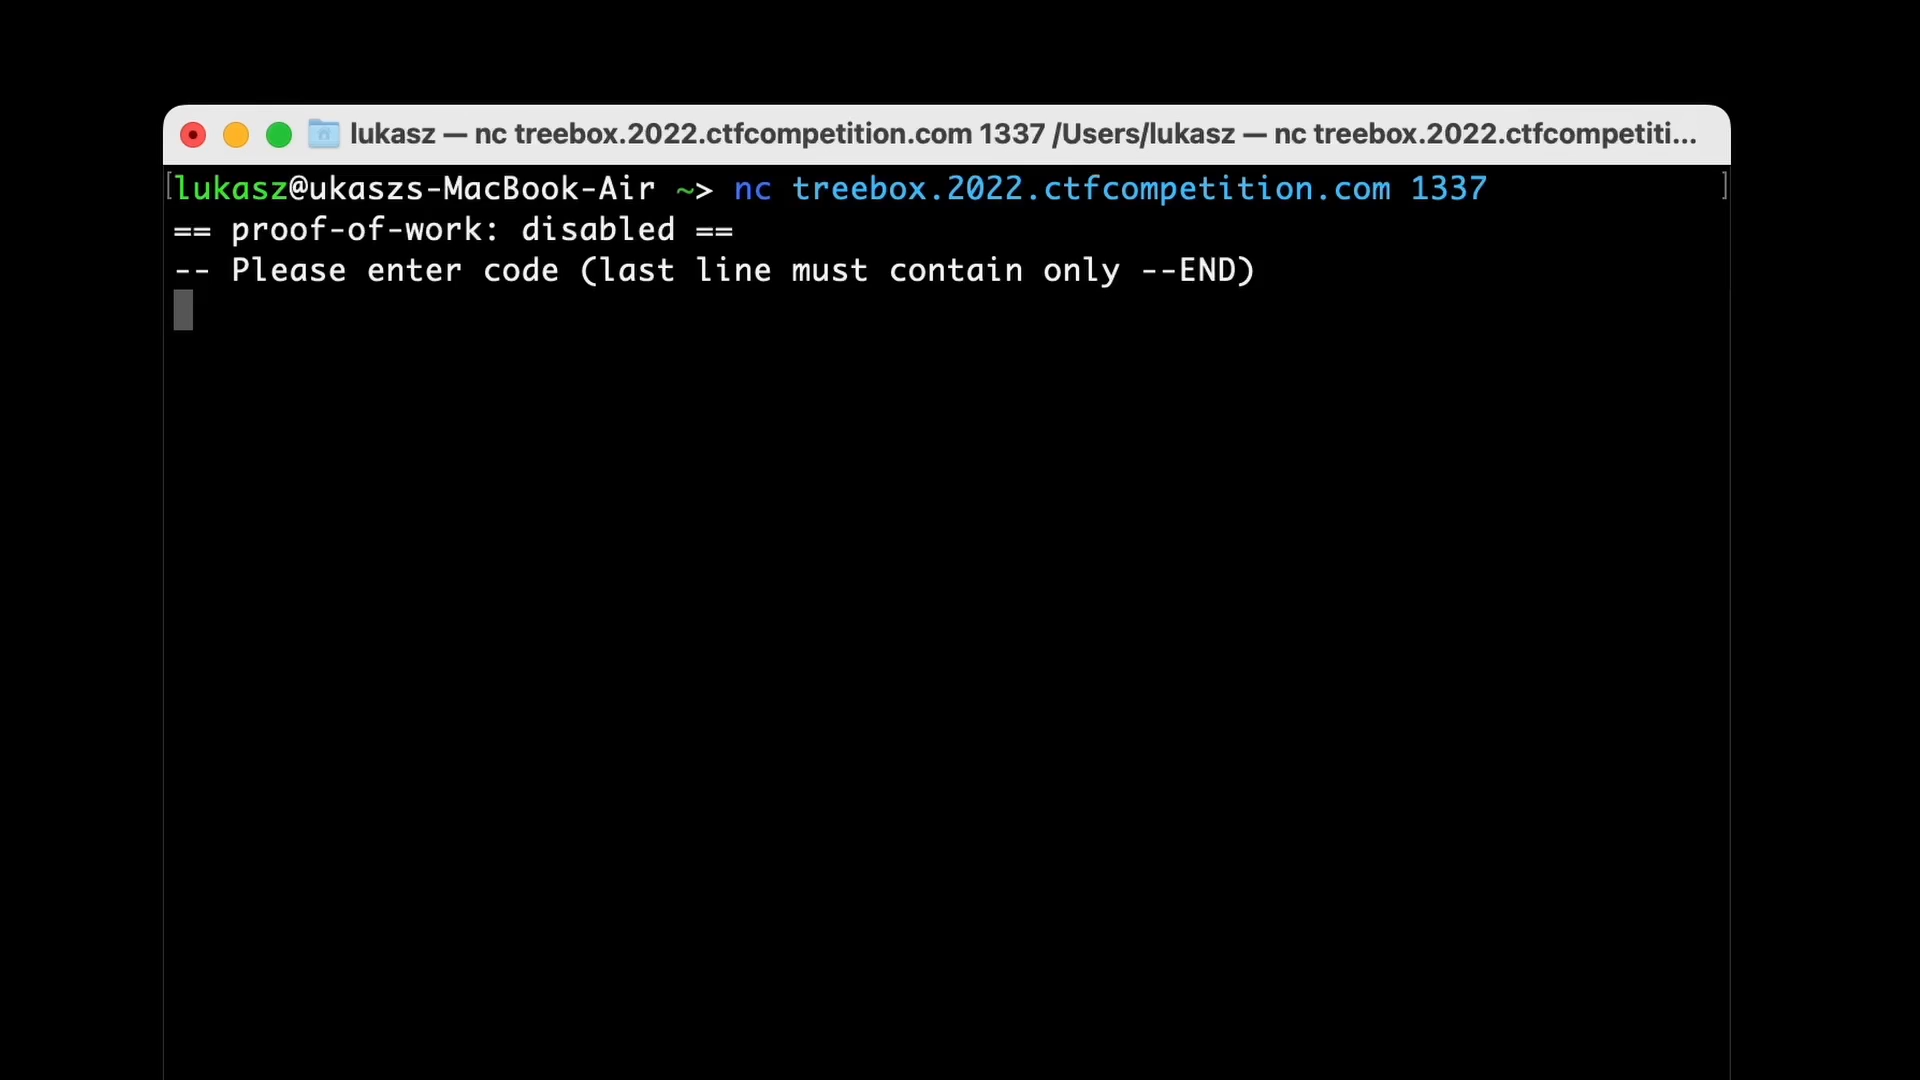 lukasz — nc treebox.2022.ctfcompetition.com 1337 /Users/lukasz — nc treebox.2022.ctfcompetiti...
[lukasz@ukaszs-MacBook-Air ~> nc treebox.2022.ctfcompetition.com 1337 ]
== proof-of-work: disabled ==
-- Please enter code (last line must contain only --END)